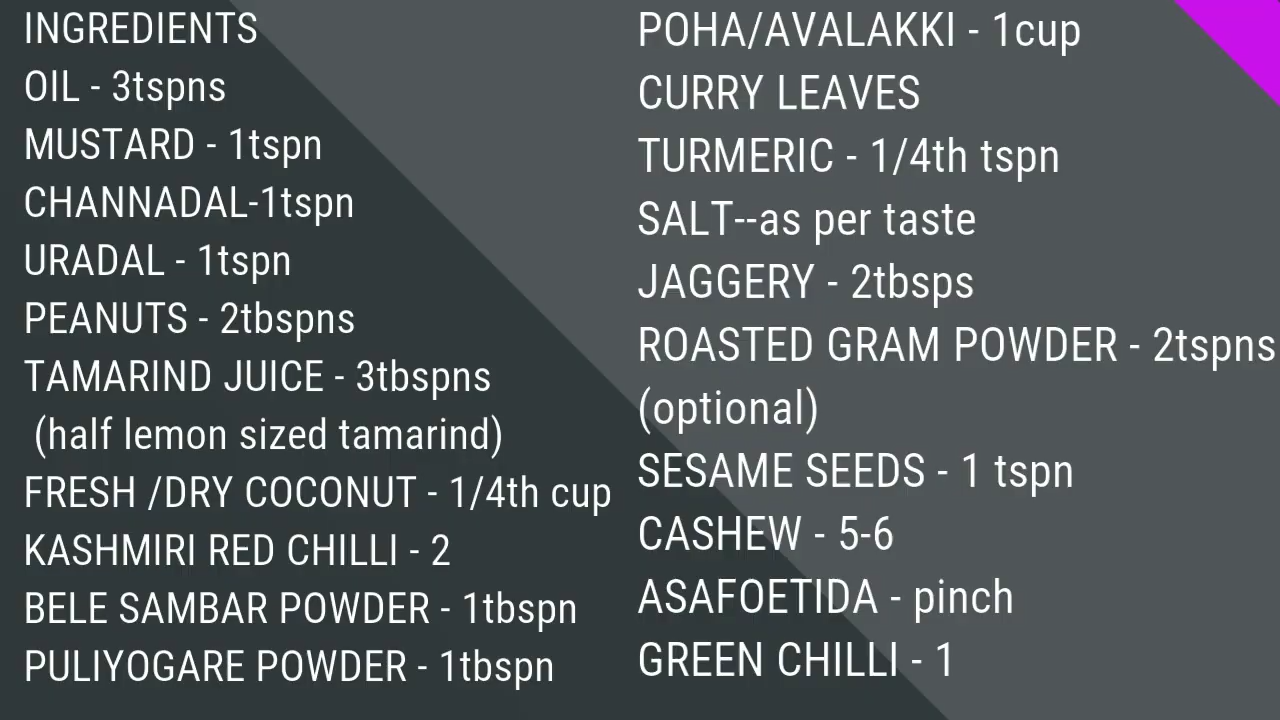 INGREDIENTS
OIL - 3tspns
MUSTARD - 1tspn
CHANNADAL-1tspn
URADAL - 1tspn
PEANUTS - 2tbspns
TAMARIND JUICE - 3tbspns
(half lemon sized tamarind)
FRESH /DRY COCONUT - 1/4th cup
KASHMIRI RED CHILLI - 2
BELE SAMBAR POWDER - 1tbspn
PULIYOGARE POWDER - 1tbspn
POHA/AVALAKKI - 1cup
CURRY LEAVES
TURMERIC - 1/4th tspn
SALT--as per taste
JAGGERY - 2tbsps
ROASTED GRAM POWDER - 2tspns
(optional)
SESAME SEEDS - 1 tspn
CASHEW - 5-6
ASAFOETIDA - pinch
GREEN CHILLI - 1